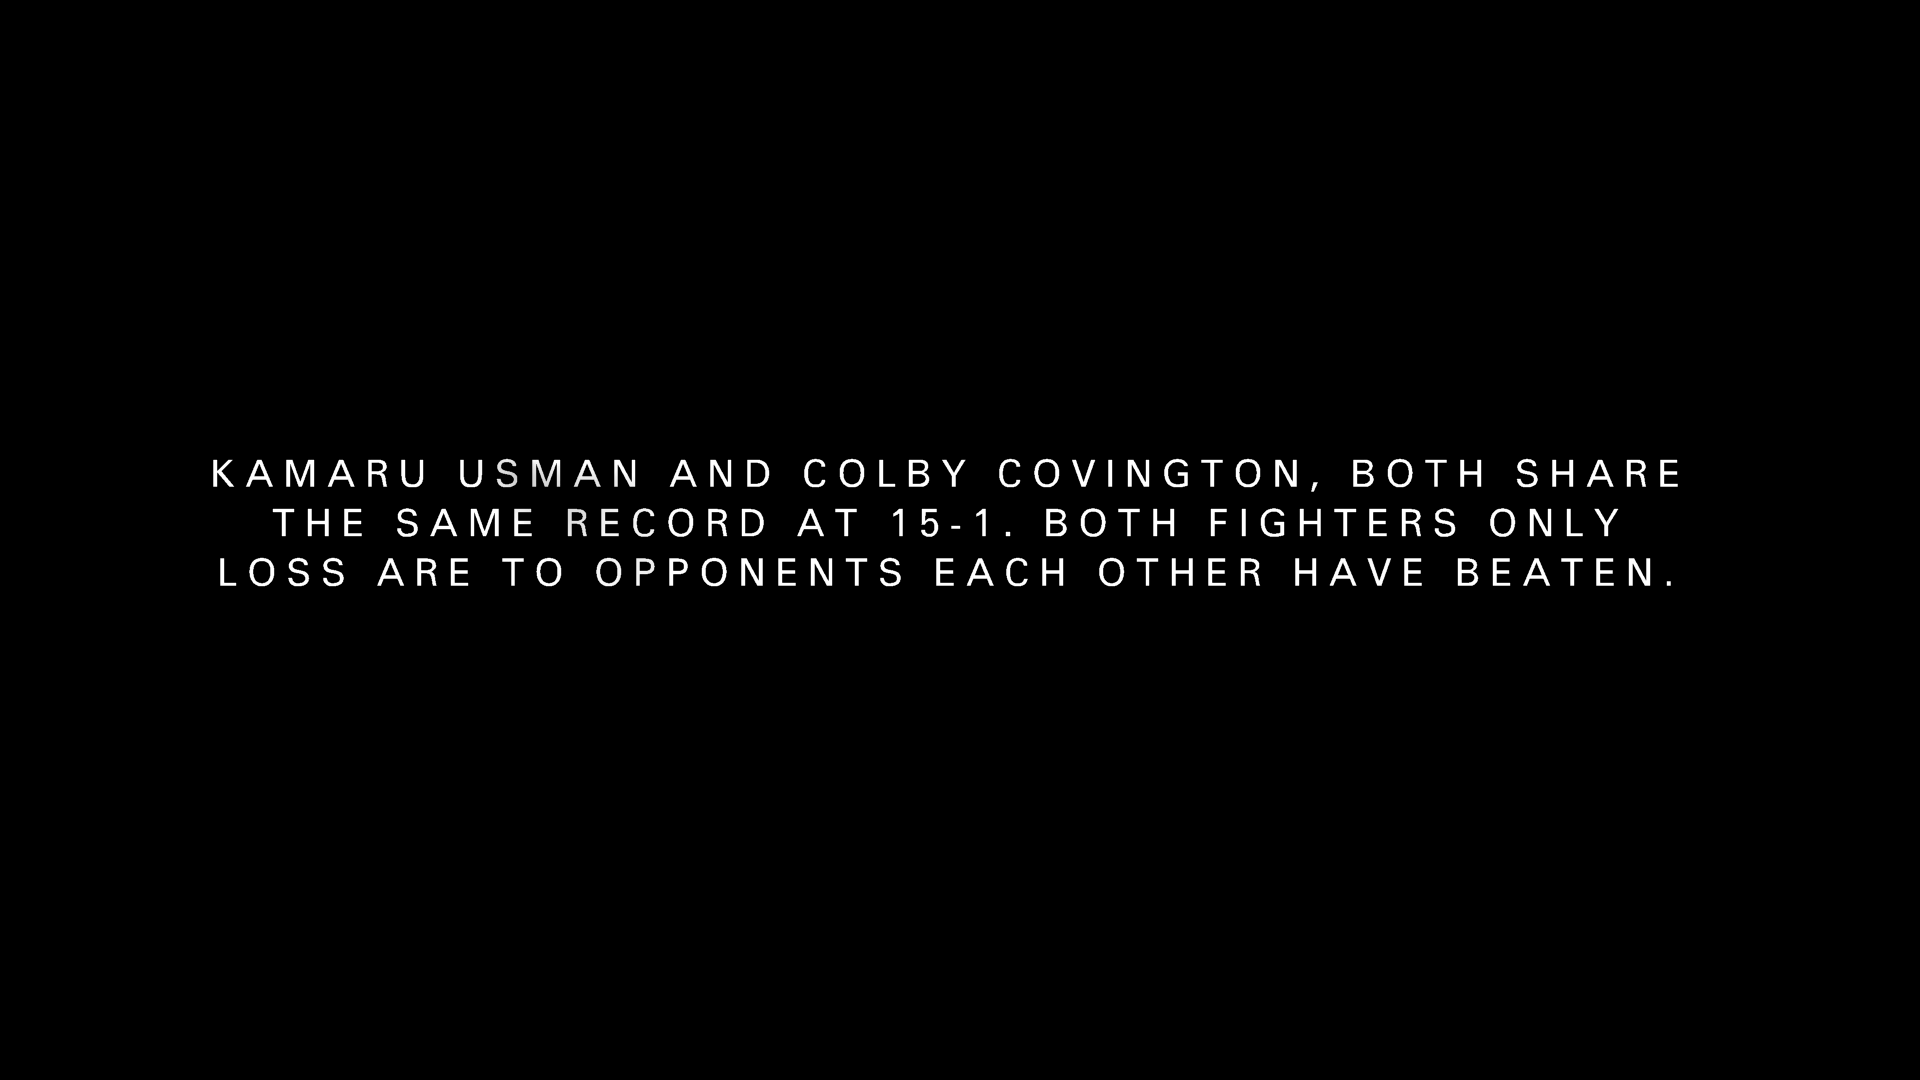 KAMARU USMAN AND COLBY COVINGTON, BOTH SHARE
THE SAME RECORD AT 15-1. BOTH FIGHTERS ONLY
LOSS ARE TO OPPONENTS EACH OTHER HAVE BEATEN.